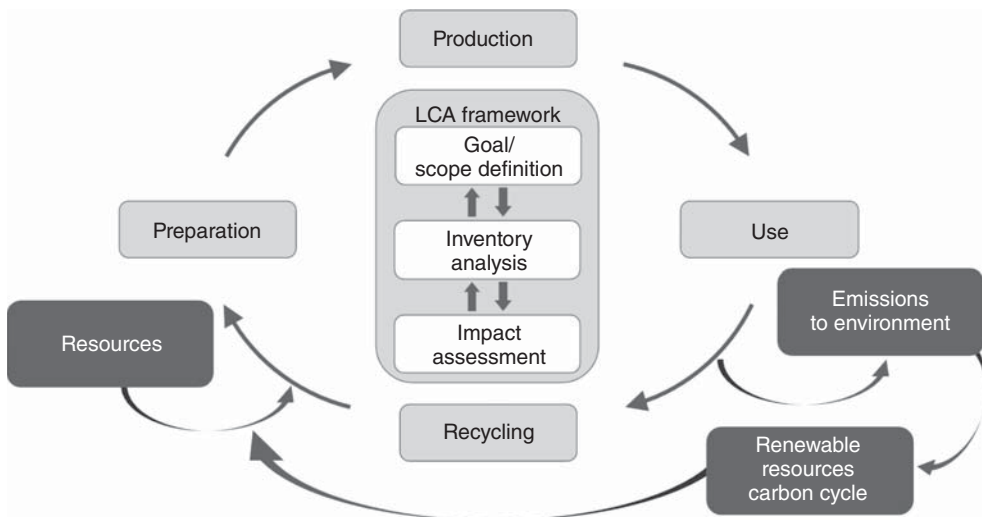 Production
LCA framework
Goal/
scope definition
Preparation
Inventory
analysis
Use
Resources
Impact
assessment
Emissions
to environment
Recycling
Renewable
resources
carbon cycle